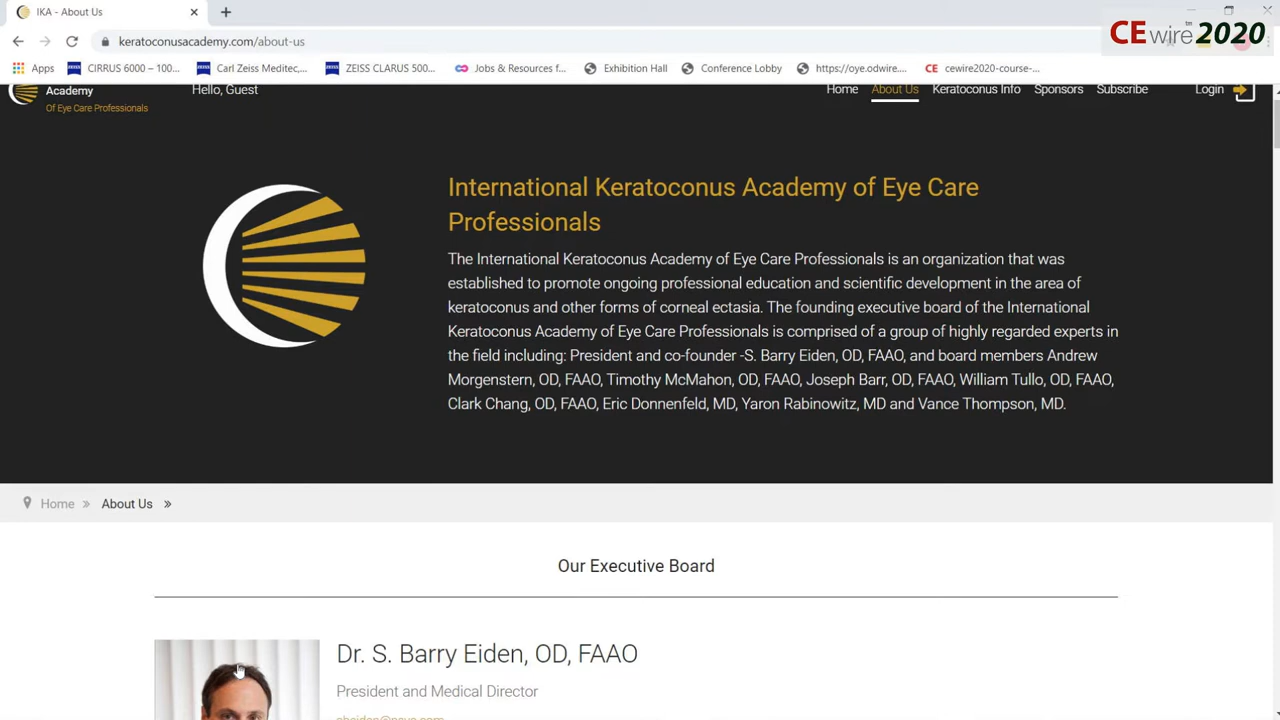 IKA - About Us
CEwire™2020
keratoconusacademy.com/about-us
Apps CIRRUS 6000 – 100... Carl Zeiss Meditec,... ZEISS CLARUS 500... Jobs & Resources f... Exhibition Hall Conference Lobby https://oye.odwire.... CE cewire2020-course-...
Academy
Of Eye Care Professionals
Hello, Guest
Home About Us Keratoconus Info Sponsors Subscribe Login
International Keratoconus Academy of Eye Care
Professionals
The International Keratoconus Academy of Eye Care Professionals is an organization that was
established to promote ongoing professional education and scientific development in the area of
keratoconus and other forms of corneal ectasia. The founding executive board of the International
Keratoconus Academy of Eye Care Professionals is comprised of a group of highly regarded experts in
the field including: President and co-founder -S. Barry Eiden, OD, FAAO, and board members Andrew
Morgenstern, OD, FAAO, Timothy McMahon, OD, FAAO, Joseph Barr, OD, FAAO, William Tullo, OD, FAAO,
Clark Chang, OD, FAAO, Eric Donnenfeld, MD, Yaron Rabinowitz, MD and Vance Thompson, MD.
Home » About Us »
Our Executive Board
Dr. S. Barry Eiden, OD, FAAO
President and Medical Director